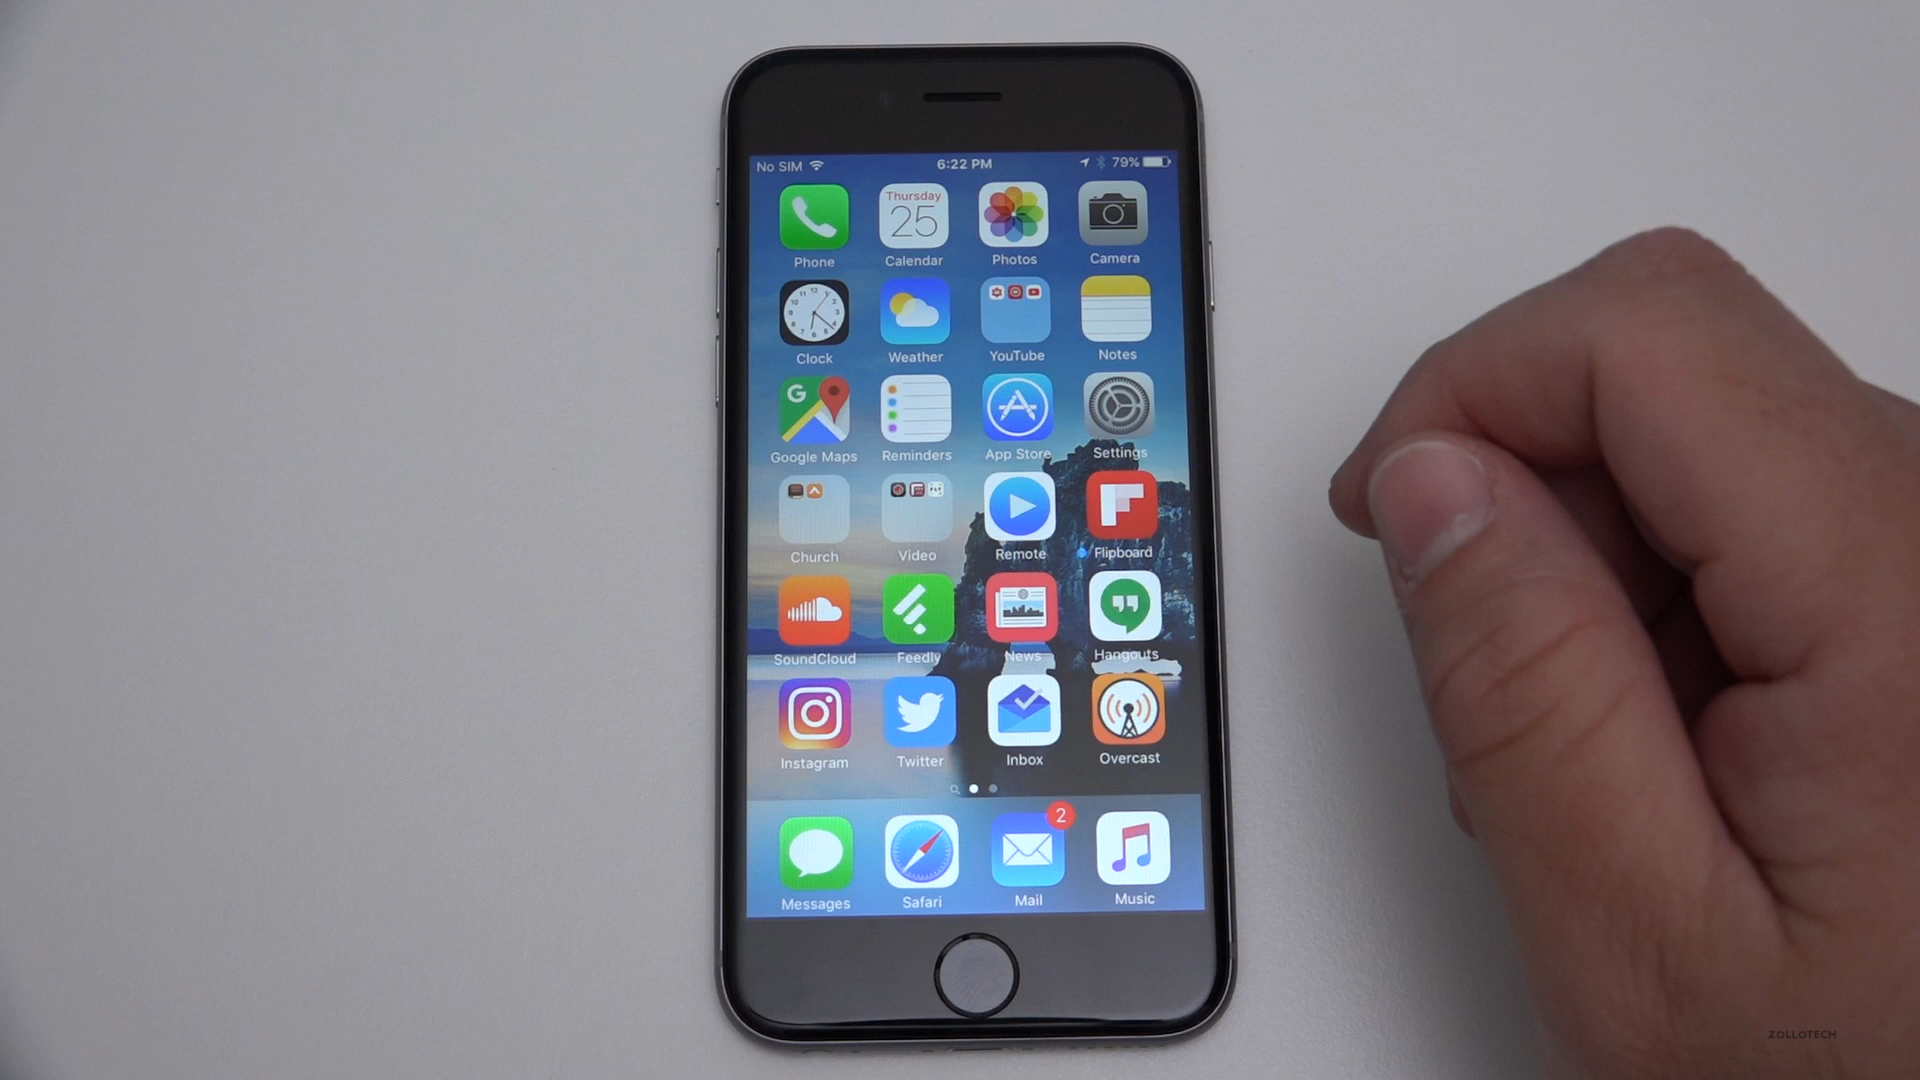 No SIM 6:22 PM 79%
Thursday
25
Phone Calendar Photos Camera
Clock Weather YouTube Notes
G
Google Maps Reminders App Store Settings
Church Video Remote Flipboard
SoundCloud Feedly News Hangouts
Instagram Twitter Inbox Overcast
2
Messages Safari Mail Music
ZOLLOTECH